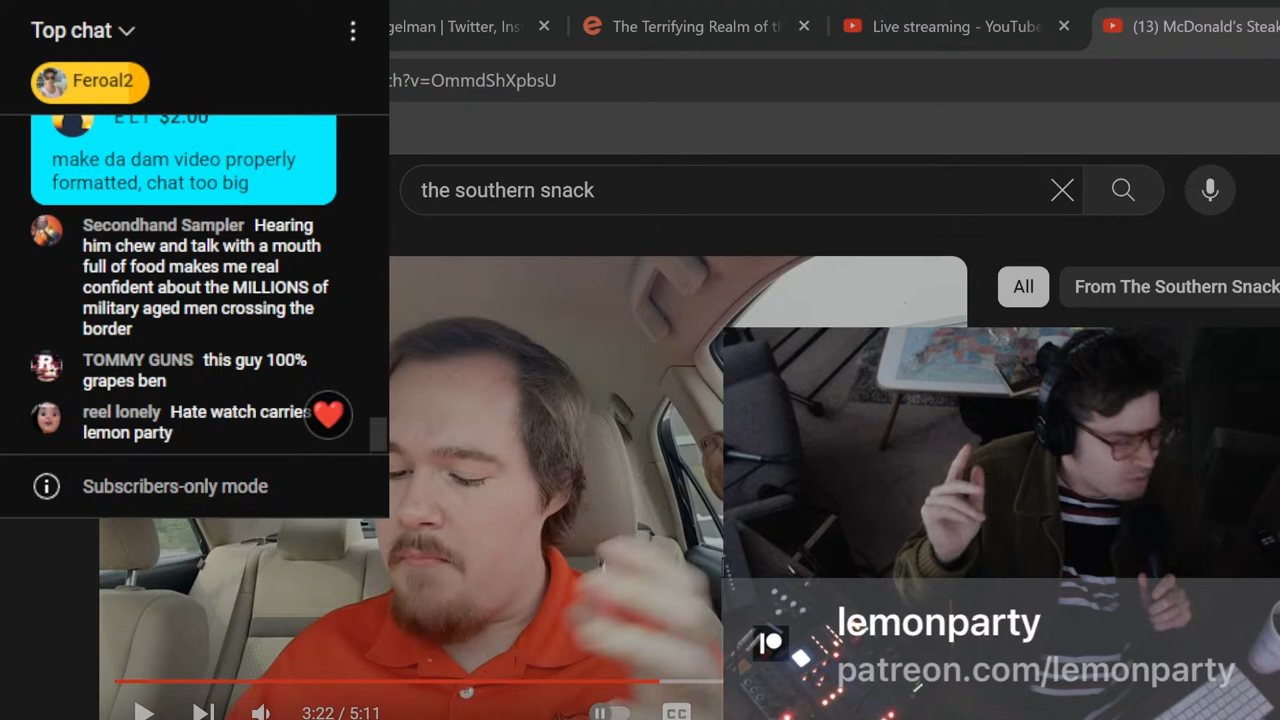 Top chat
gelman | Twitter, Ins
The Terrifying Realm of t
Live streaming - YouTube
(13) McDonald's Steak
Feroal2
ch?v=OmmdShXpbsU
E L T $2.00
make da dam video properly
formatted, chat too big
the southern snack
Secondhand Sampler Hearing
him chew and talk with a mouth
full of food makes me real
confident about the MILLIONS of
military aged men crossing the
border
All
From The Southern Snack
TOMMY GUNS this guy 100%
grapes ben
reel lonely Hate watch carries
lemon party
Subscribers-only mode
lemonparty
patreon.com/lemonparty
3:22 / 5:11
CC